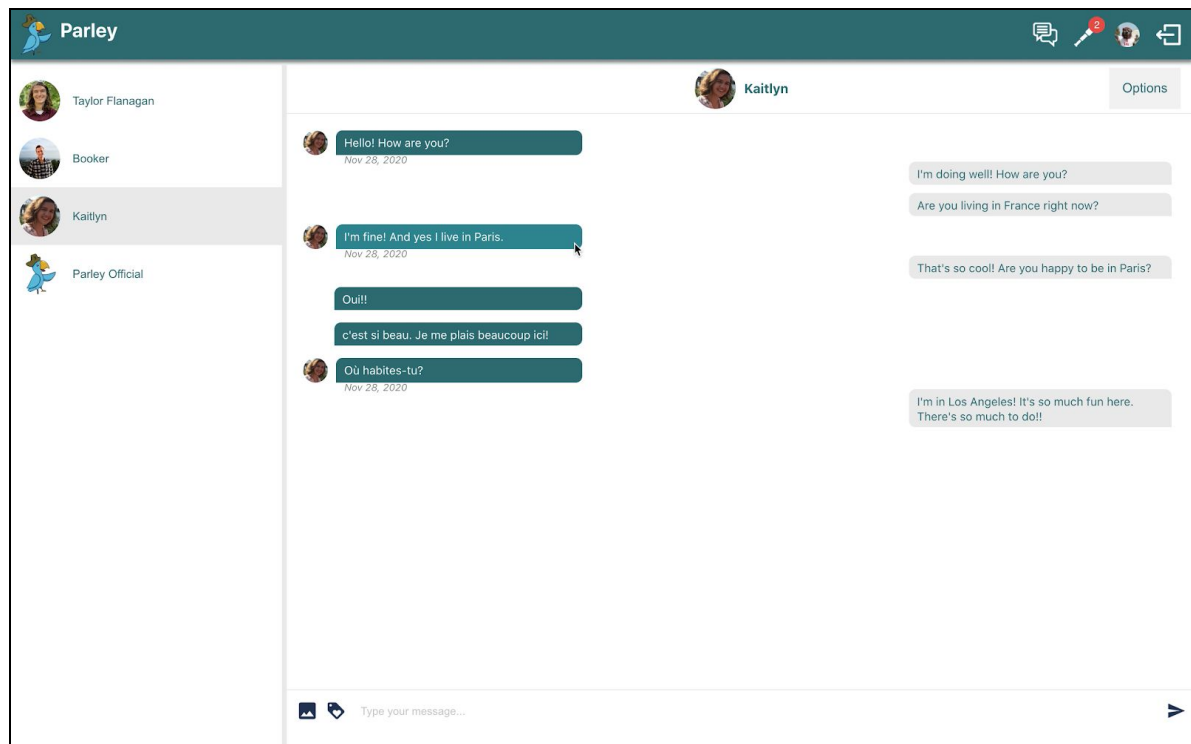 Parley
2
Taylor Flanagan
Booker
Kaitlyn
Parley Official
Kaitlyn
Options
Hello! How are you?
Nov 28, 2020
I'm doing well! How are you?
Are you living in France right now?
I'm fine! And yes I live in Paris.
Nov 28, 2020
That's so cool! Are you happy to be in Paris?
Oui!!
c'est si beau. Je me plais beaucoup ici!
Où habites-tu?
Nov 28, 2020
I'm in Los Angeles! It's so much fun here.
There's so much to do!!
Type your message...